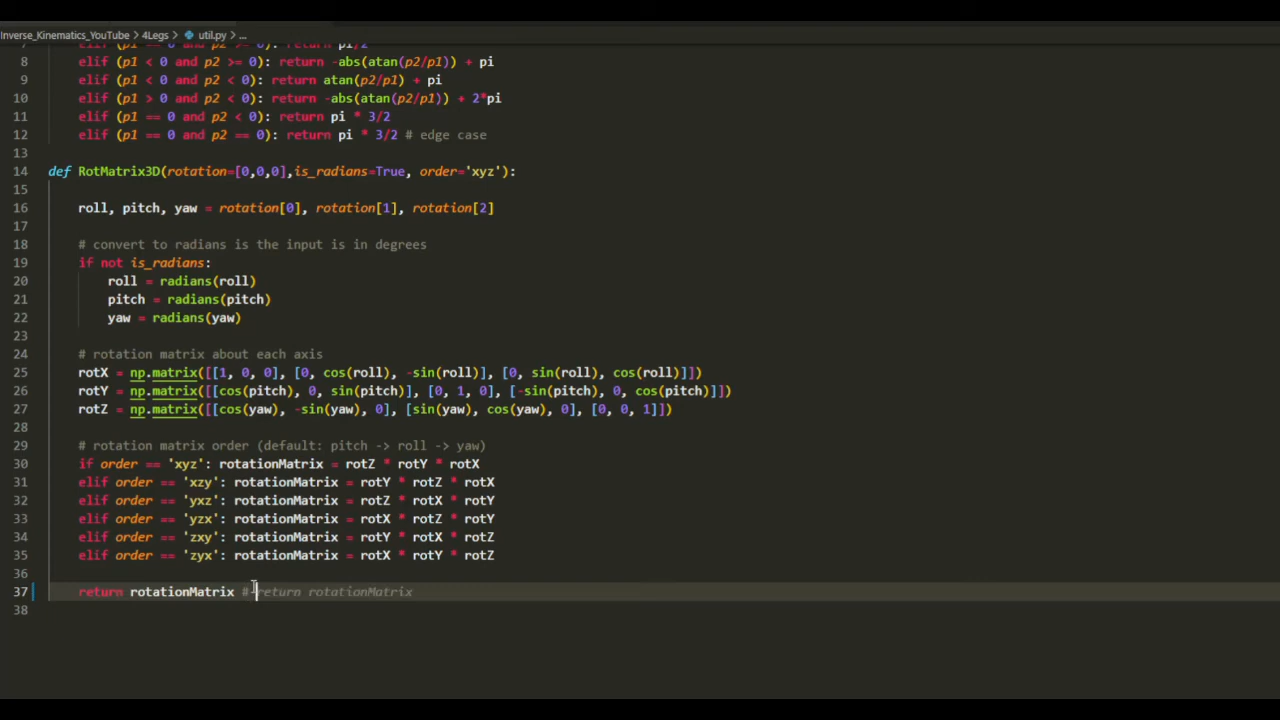 Inverse_Kinematics_YouTube > 4Legs > util.py > ...
7 elif (p1 == 0 and p2 >= 0): return pi/2
8 elif (p1 < 0 and p2 >= 0): return -abs(atan(p2/p1)) + pi
9 elif (p1 < 0 and p2 < 0): return atan(p2/p1) + pi
10 elif (p1 > 0 and p2 < 0): return -abs(atan(p2/p1)) + 2*pi
11 elif (p1 == 0 and p2 < 0): return pi * 3/2
12 elif (p1 == 0 and p2 == 0): return pi * 3/2 # edge case
13
14 def RotMatrix3D(rotation=[0,0,0],is_radians=True, order='xyz'):
15
16 roll, pitch, yaw = rotation[0], rotation[1], rotation[2]
17
18 # convert to radians is the input is in degrees
19 if not is_radians:
20 roll = radians(roll)
21 pitch = radians(pitch)
22 yaw = radians(yaw)
23
24 # rotation matrix about each axis
25 rotX = np.matrix([[1, 0, 0], [0, cos(roll), -sin(roll)], [0, sin(roll), cos(roll)]])
26 rotY = np.matrix([[cos(pitch), 0, sin(pitch)], [0, 1, 0], [-sin(pitch), 0, cos(pitch)]])
27 rotZ = np.matrix([[cos(yaw), -sin(yaw), 0], [sin(yaw), cos(yaw), 0], [0, 0, 1]])
28
29 # rotation matrix order (default: pitch -> roll -> yaw)
30 if order == 'xyz': rotationMatrix = rotZ * rotY * rotX
31 elif order == 'xzy': rotationMatrix = rotY * rotZ * rotX
32 elif order == 'yxz': rotationMatrix = rotZ * rotX * rotY
33 elif order == 'yzx': rotationMatrix = rotX * rotZ * rotY
34 elif order == 'zxy': rotationMatrix = rotY * rotX * rotZ
35 elif order == 'zyx': rotationMatrix = rotX * rotY * rotZ
36
37 return rotationMatrix # return rotationMatrix
38